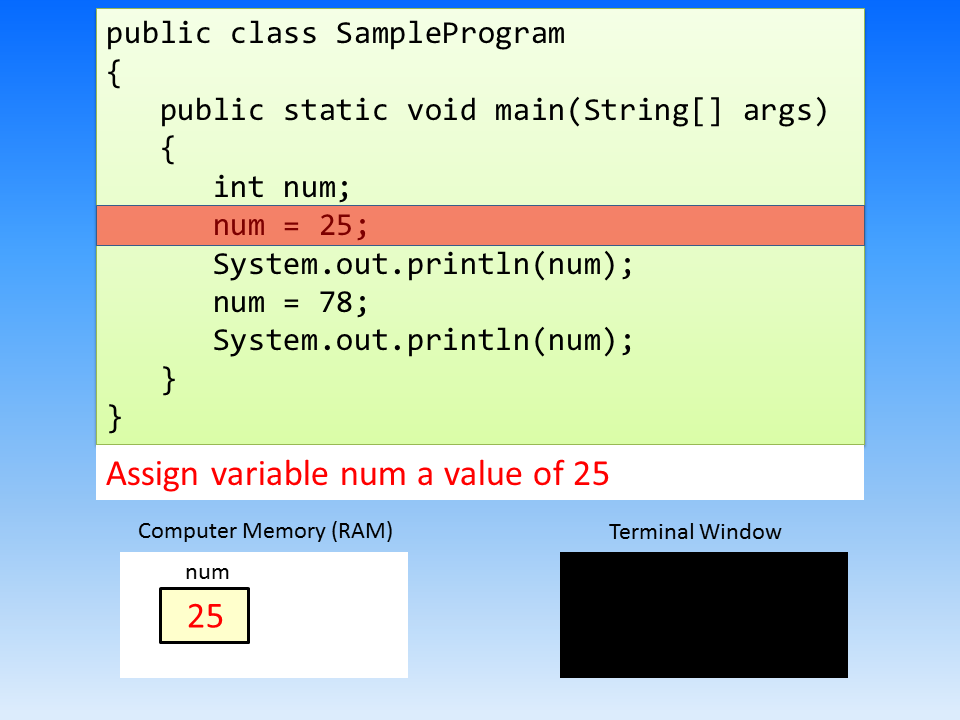 public class SampleProgram
{
   public static void main(String[] args)
   {
      int num;
      num = 25;
      System.out.println(num);
      num = 78;
      System.out.println(num);
   }
}
Assign variable num a value of 25
Computer Memory (RAM)
Terminal Window
num
25